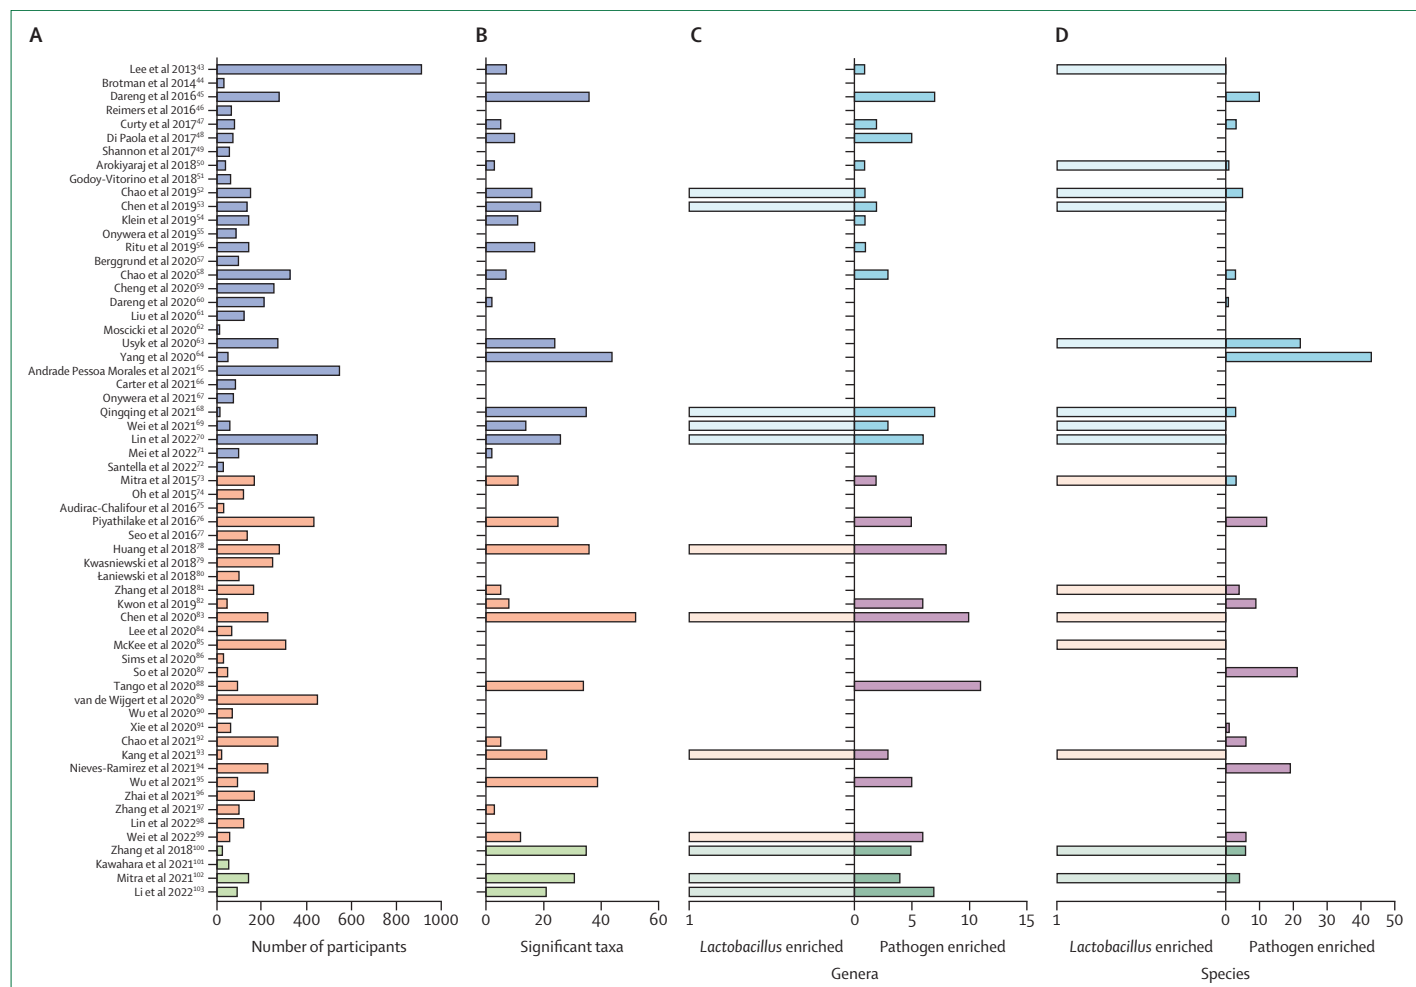 A B C D
Lee et al 2013⁴³
Brotman et al 2014⁴⁴
Dareng et al 2016⁴⁵
Reimers et al 2016⁴⁶
Curty et al 2017⁴⁷
Di Paola et al 2017⁴⁸
Shannon et al 2017⁴⁹
Arokiyaraj et al 2018⁵⁰
Godoy-Vitorino et al 2018⁵¹
Chao et al 2019⁵²
Chen et al 2019⁵³
Klein et al 2019⁵⁴
Onywera et al 2019⁵⁵
Ritu et al 2019⁵⁶
Berggrund et al 2020⁵⁷
Chao et al 2020⁵⁸
Cheng et al 2020⁵⁹
Dareng et al 2020⁶⁰
Liu et al 2020⁶¹
Moscicki et al 2020⁶²
Usyk et al 2020⁶³
Yang et al 2020⁶⁴
Andrade Pessoa Morales et al 2021⁶⁵
Carter et al 2021⁶⁶
Onywera et al 2021⁶⁷
Qingqing et al 2021⁶⁸
Wei et al 2021⁶⁹
Lin et al 2022⁷⁰
Mei et al 2022⁷¹
Santella et al 2022⁷²
Mitra et al 2015⁷³
Oh et al 2015⁷⁴
Audirac-Chalifour et al 2016⁷⁵
Piyathilake et al 2016⁷⁶
Seo et al 2016⁷⁷
Huang et al 2018⁷⁸
Kwasniewski et al 2018⁷⁹
Łaniewski et al 2018⁸⁰
Zhang et al 2018⁸¹
Kwon et al 2019⁸²
Chen et al 2020⁸³
Lee et al 2020⁸⁴
McKee et al 2020⁸⁵
Sims et al 2020⁸⁶
So et al 2020⁸⁷
Tango et al 2020⁸⁸
van de Wijgert et al 2020⁸⁹
Wu et al 2020⁹⁰
Xie et al 2020⁹¹
Chao et al 2021⁹²
Kang et al 2021⁹³
Nieves-Ramirez et al 2021⁹⁴
Wu et al 2021⁹⁵
Zhai et al 2021⁹⁶
Zhang et al 2021⁹⁷
Lin et al 2022⁹⁸
Wei et al 2022⁹⁹
Zhang et al 2018¹⁰⁰
Kawahara et al 2021¹⁰¹
Mitra et al 2021¹⁰²
Li et al 2022¹⁰³
0 200 400 600 800 1000 0 20 40 60 1 0 5 10 15 1 0 10 20 30 40 50
Number of participants Significant taxa Lactobacillus enriched Pathogen enriched Lactobacillus enriched Pathogen enriched
Genera Species